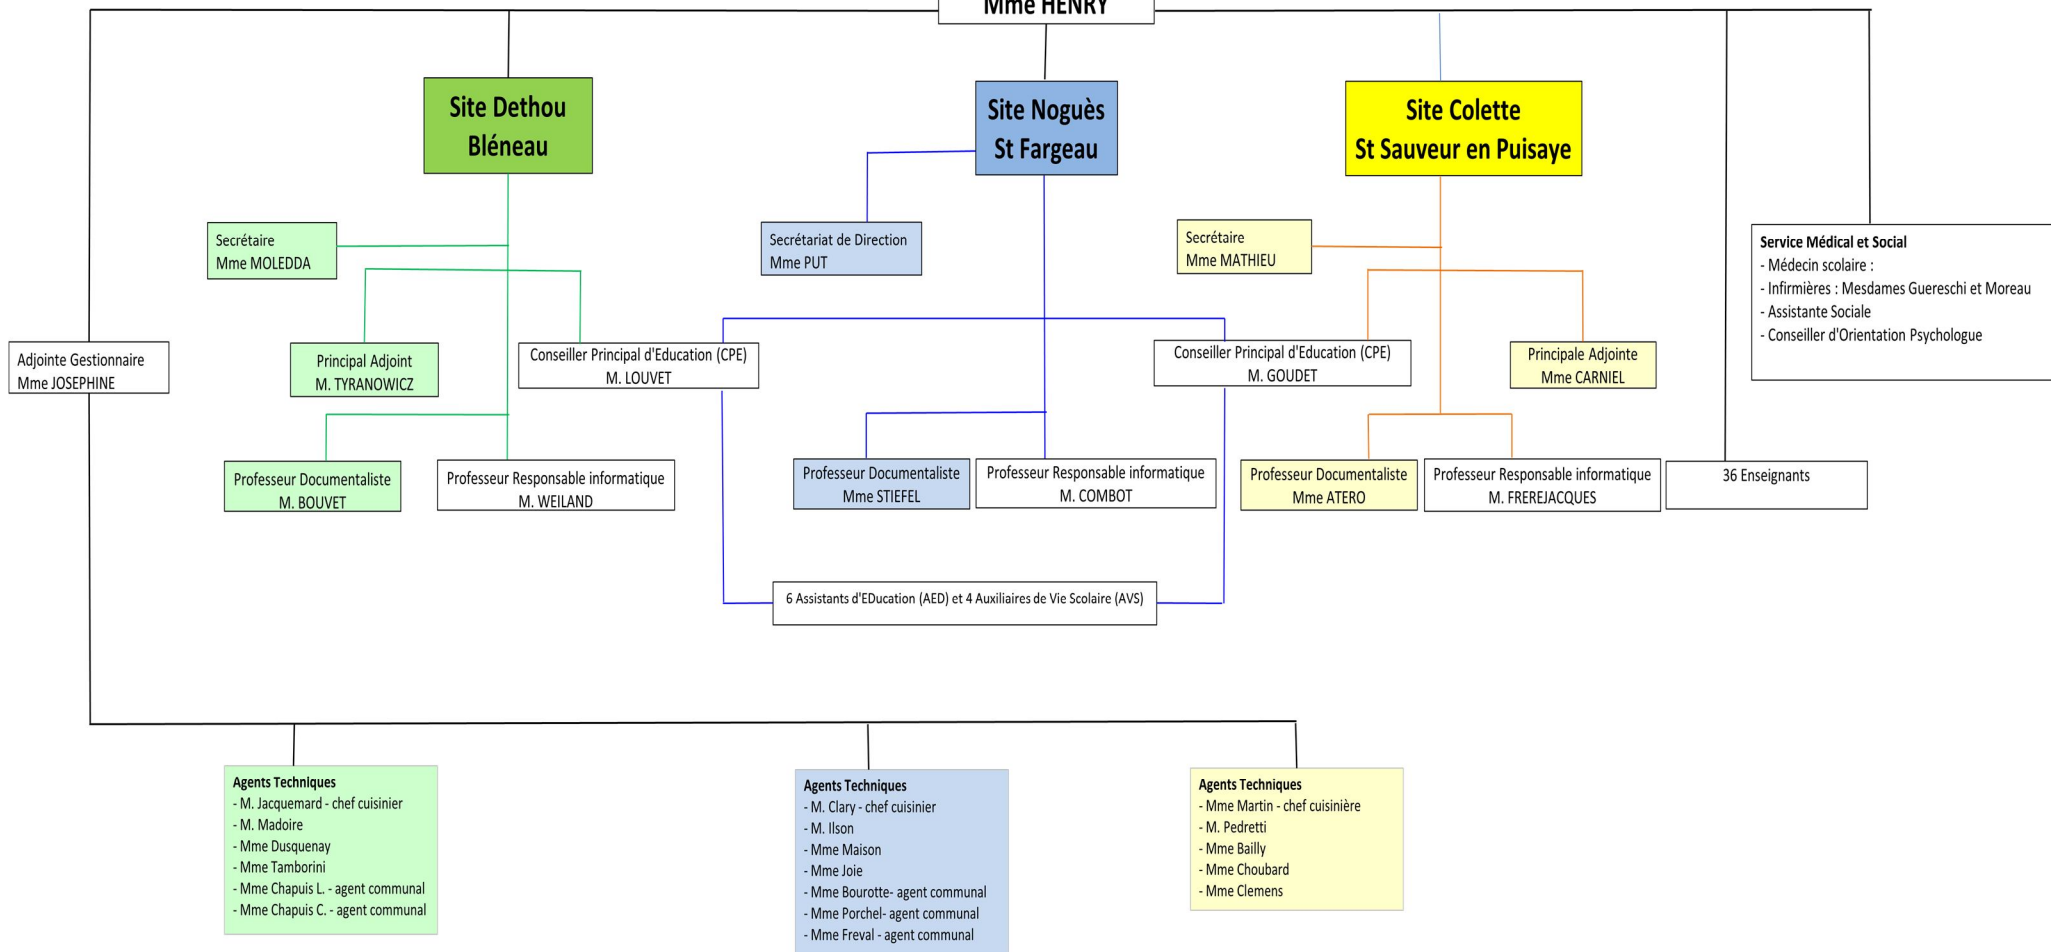 Mme HENRY
Site Dethou
Bléneau
Site Noguès
St Fargeau
Site Colette
St Sauveur en Puisaye
Secrétaire
Mme MOLEDDA
Secrétariat de Direction
Mme PUT
Secrétaire
Mme MATHIEU
Service Médical et Social
- Médecin scolaire :
- Infirmières : Mesdames Guereschi et Moreau
- Assistante Sociale
- Conseiller d'Orientation Psychologue
Adjointe Gestionnaire
Mme JOSEPHINE
Principal Adjoint
M. TYRANOWICZ
Conseiller Principal d'Education (CPE)
M. LOUVET
Conseiller Principal d'Education (CPE)
M. GOUDET
Principale Adjointe
Mme CARNIEL
Professeur Documentaliste
M. BOUVET
Professeur Responsable informatique
M. WEILAND
Professeur Documentaliste
Mme STIEFEL
Professeur Responsable informatique
M. COMBOT
Professeur Documentaliste
Mme ATERO
Professeur Responsable informatique
M. FREREJACQUES
36 Enseignants
6 Assistants d'EDucation (AED) et 4 Auxiliaires de Vie Scolaire (AVS)
Agents Techniques
- M. Jacquemard - chef cuisinier
- M. Madoire
- Mme Dusquenay
- Mme Tamborini
- Mme Chapuis L. - agent communal
- Mme Chapuis C. - agent communal
Agents Techniques
- M. Clary - chef cuisinier
- M. Ilson
- Mme Maison
- Mme Joie
- Mme Bourotte- agent communal
- Mme Porchel- agent communal
- Mme Freval - agent communal
Agents Techniques
- Mme Martin - chef cuisinière
- M. Pedretti
- Mme Bailly
- Mme Choubard
- Mme Clemens